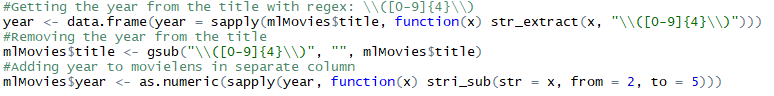 #Getting the year from the title with regex: \\([0-9]{4}\\)
year <- data.frame(year = sapply(mlMovies$title, function(x) str_extract(x, "\\([0-9]{4}\\)")))
#Removing the year from the title
mlMovies$title <- gsub("\\([0-9]{4}\\)", "", mlMovies$title)
#Adding year to movielens in separate column
mlMovies$year <- as.numeric(sapply(year, function(x) stri_sub(str = x, from = 2, to = 5)))